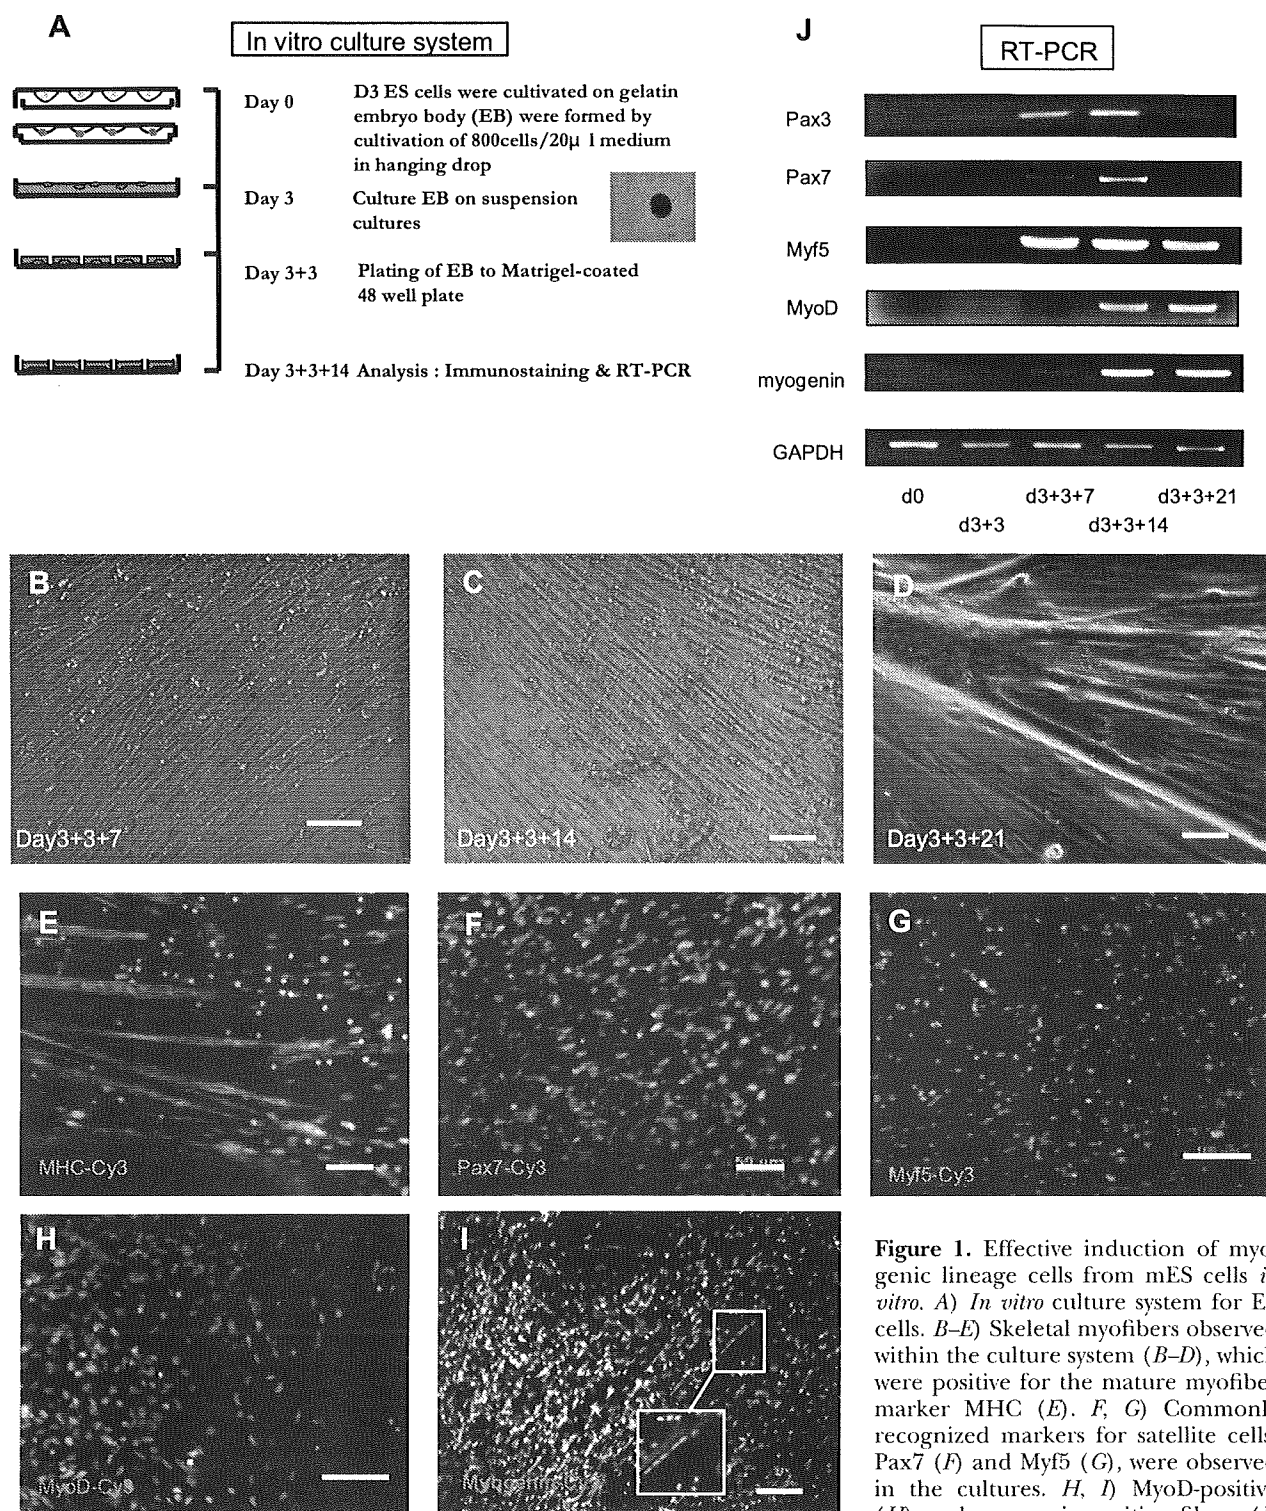 A
In vitro culture system
Day 0
D3 ES cells were cultivated on gelatin
embryo body (EB) were formed by
cultivation of 800cells/20μ l medium
in hanging drop
Day 3
Culture EB on suspension
cultures
Day 3+3
Plating of EB to Matrigel-coated
48 well plate
Day 3+3+14 Analysis : Immunostaining & RT-PCR
J
RT-PCR
Pax3
Pax7
Myf5
MyoD
myogenin
GAPDH
d0
d3+3+7
d3+3+21
d3+3
d3+3+14
B
Day3+3+7
C
Day3+3+14
D
Day3+3+21
E
MHC-Cy3
F
Pax7-Cy3
G
Myf5-Cy3
H
MyoD-Cy3
I
Figure 1. Effective induction of myo
genic lineage cells from mES cells i
vitro. A) In vitro culture system for E
cells. B–E) Skeletal myofibers observe
within the culture system (B–D), which
were positive for the mature myofibe
marker MHC (E). F, G) Commonl
recognized markers for satellite cells
Pax7 (F) and Myf5 (G), were observe
in the cultures. H, I) MyoD-positiv